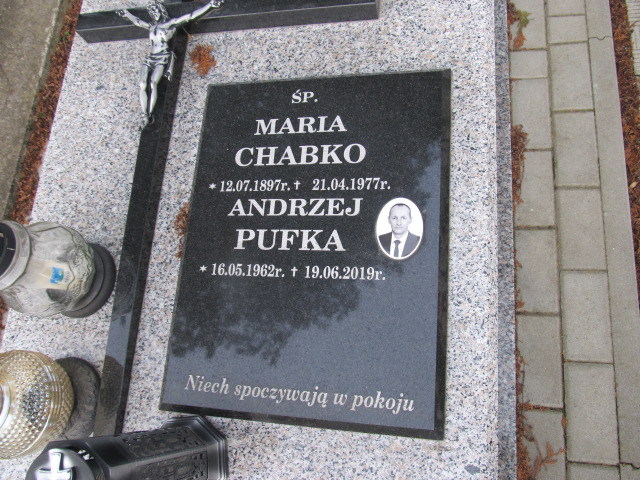 ŚP.
MARIA
CHABKO
* 12.07.1897r. † 21.04.1977r.
ANDRZEJ
PUFKA
* 16.05.1962r. † 19.06.2019r.
Niech spoczywają w pokoju